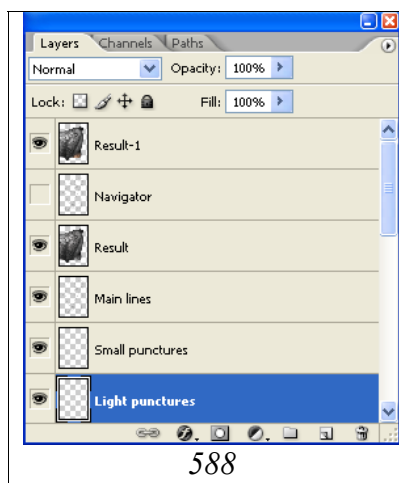 Layers Channels Paths
Normal Opacity: 100%
Lock: Fill: 100%
Result-1
Navigator
Result
Main lines
Small punctures
Light punctures
588